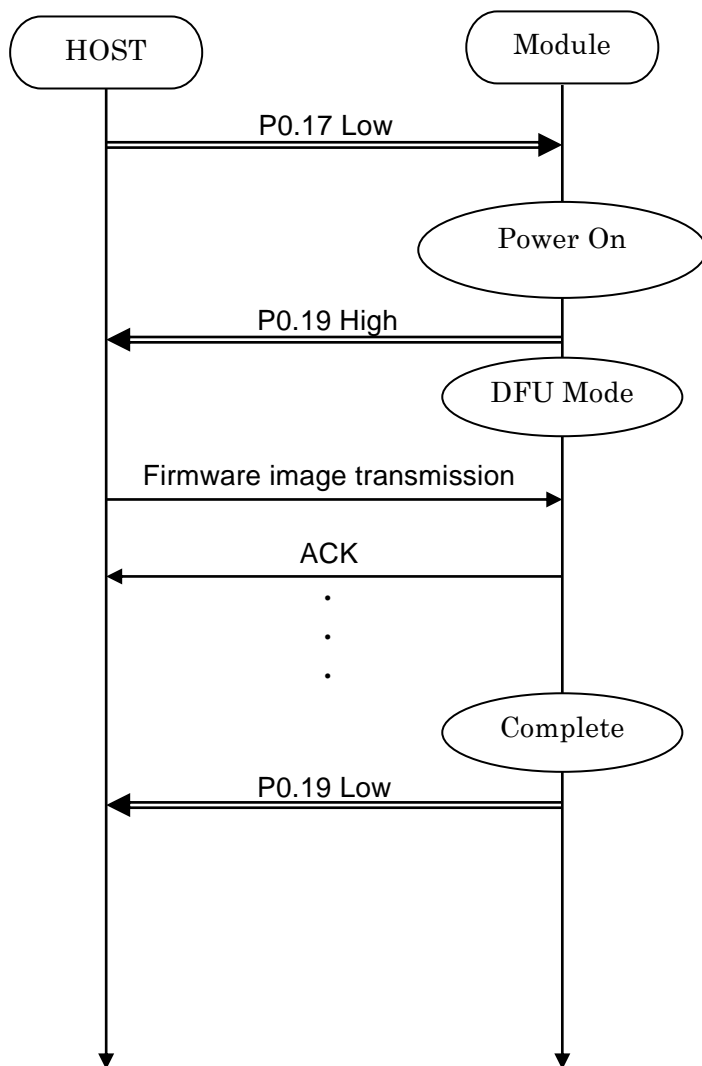 HOST
Module
P0.17 Low
Power On
P0.19 High
DFU Mode
Firmware image transmission
ACK
.
.
.
Complete
P0.19 Low